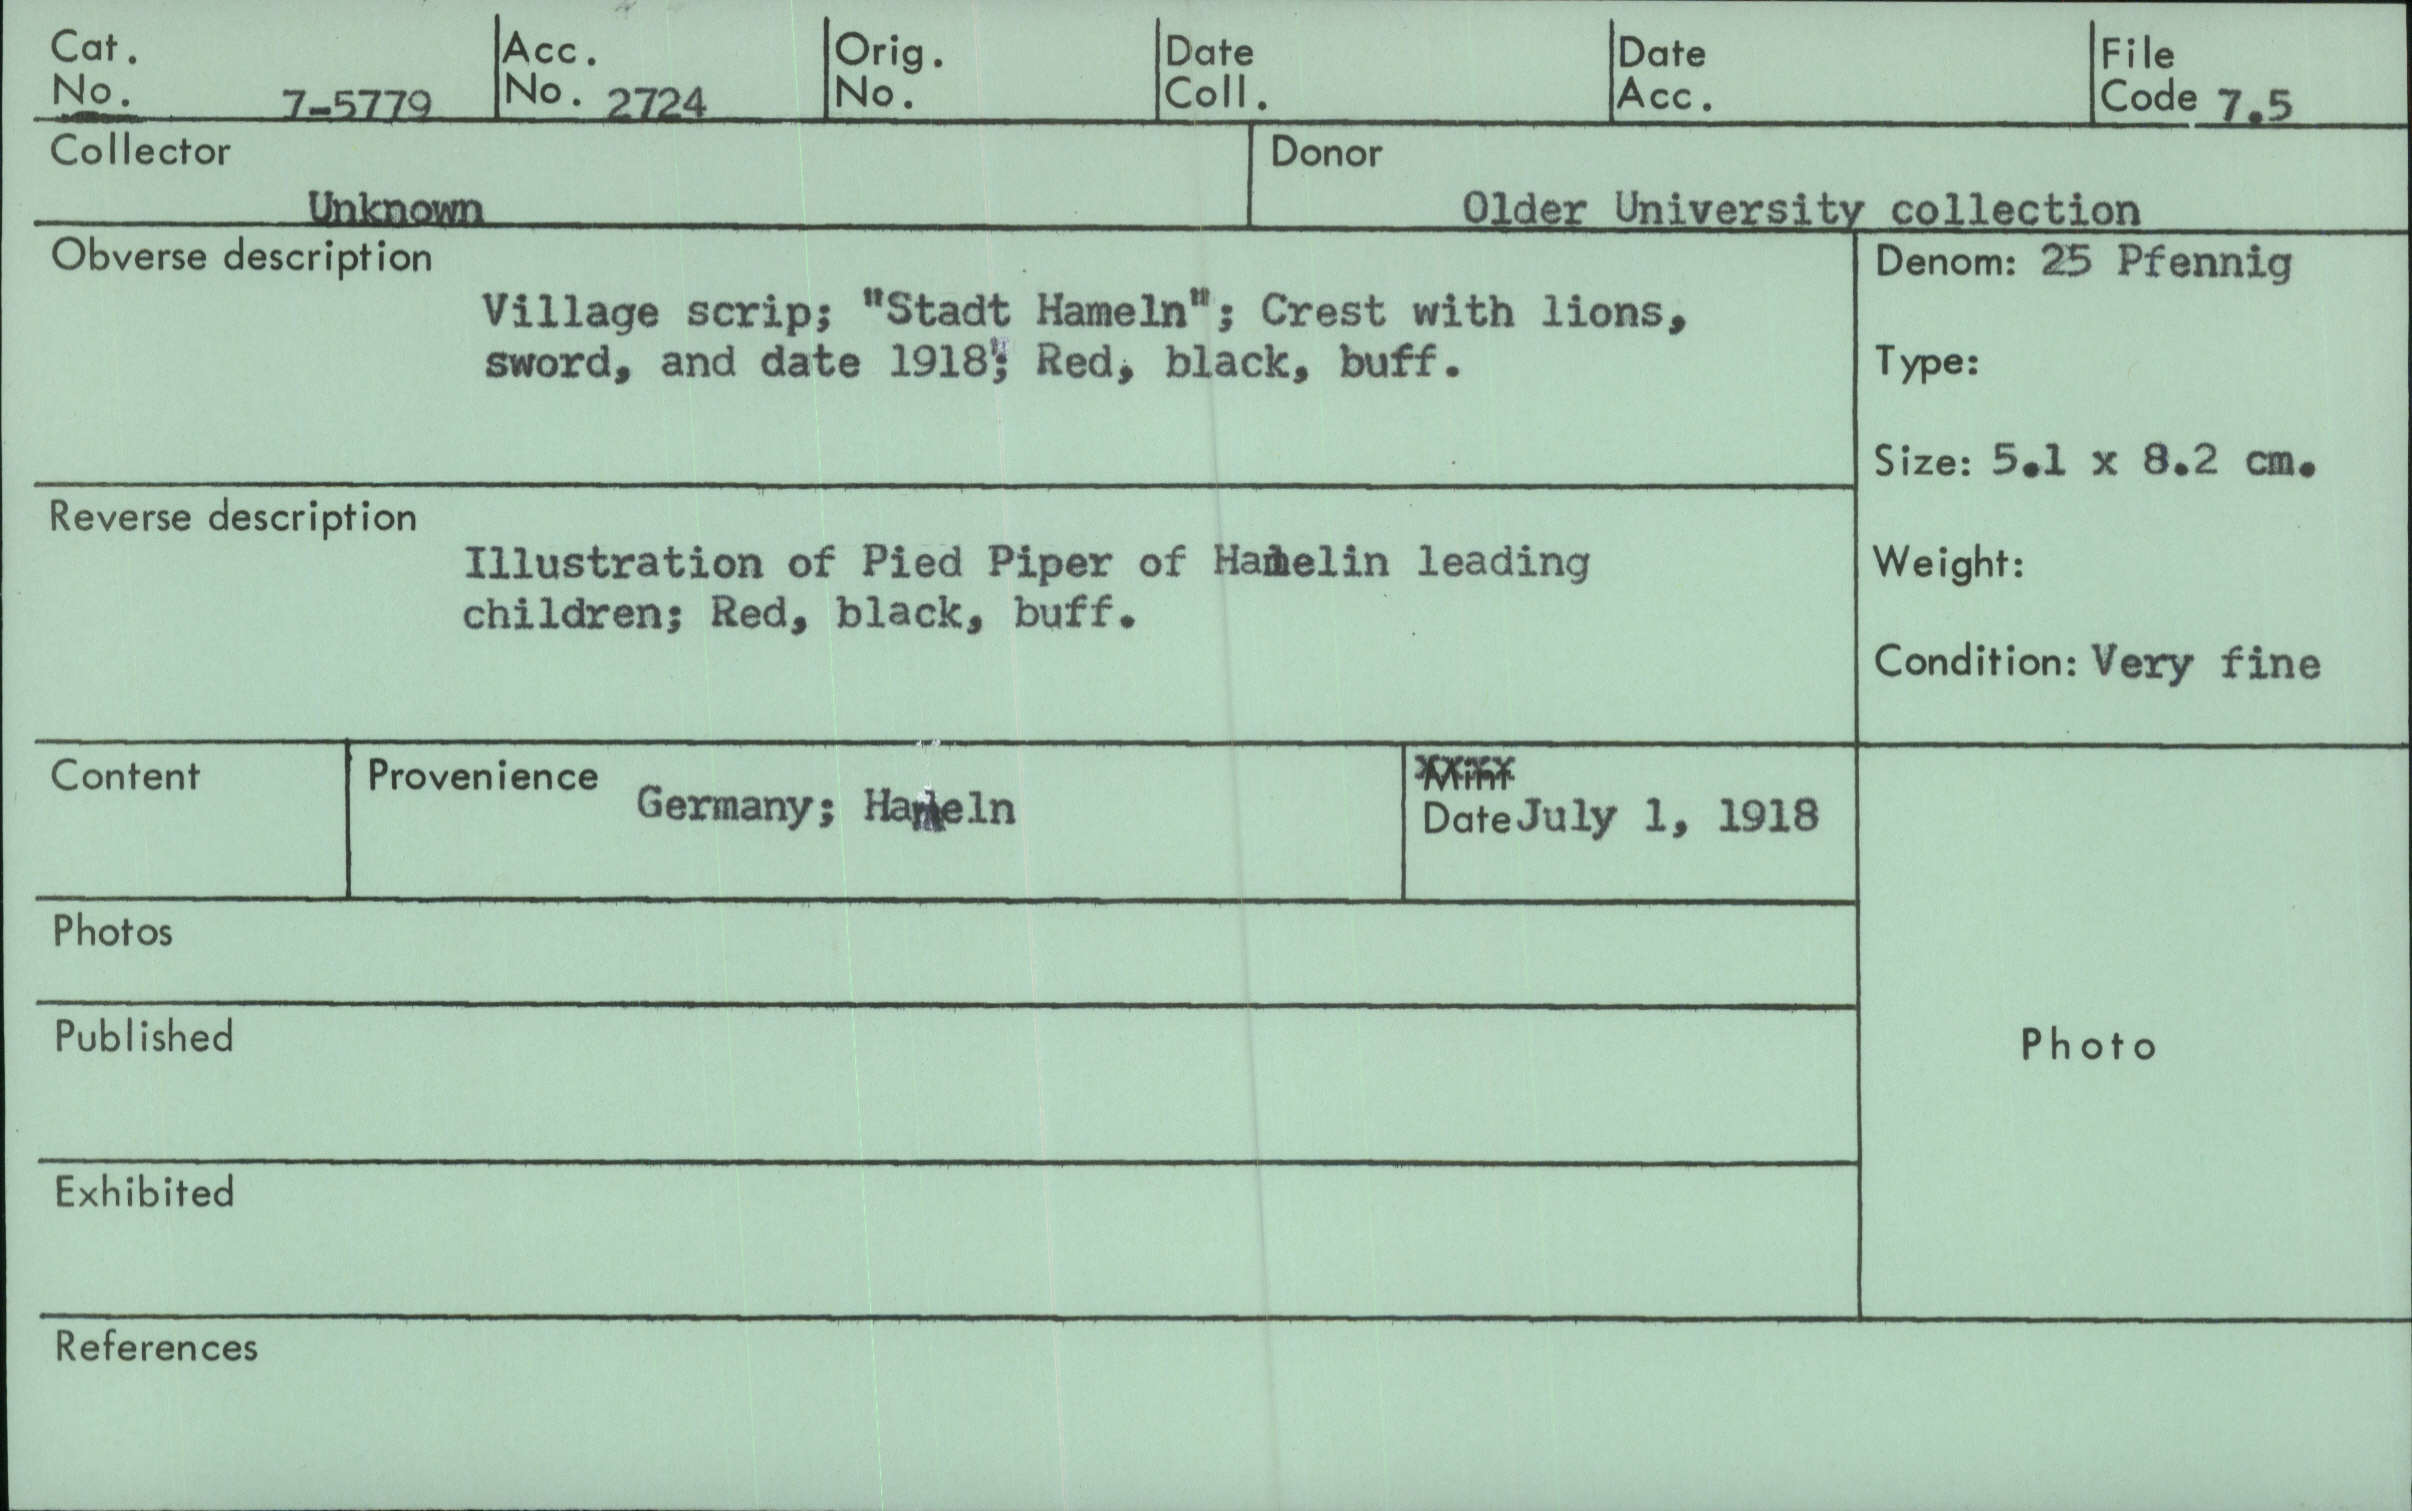 Cat. No. 7-5779
Acc. No. 2724
Orig. No.
Date Coll.
Date Acc.
File Code 7.5
Collector
Unknown
Donor
Older University collection
Obverse description
Village scrip; "Stadt Hameln"; Crest with lions,
sword, and date 1918; Red, black, buff.
Denom: 25 Pfennig
Type:
Size: 5.1 x 8.2 cm.
Reverse description
Illustration of Pied Piper of Hamelin leading
children; Red, black, buff.
Weight:
Condition: Very fine
Content
Provenience
Germany; Hameln
Mint
Date July 1, 1918
Photos
Published
Photo
Exhibited
References